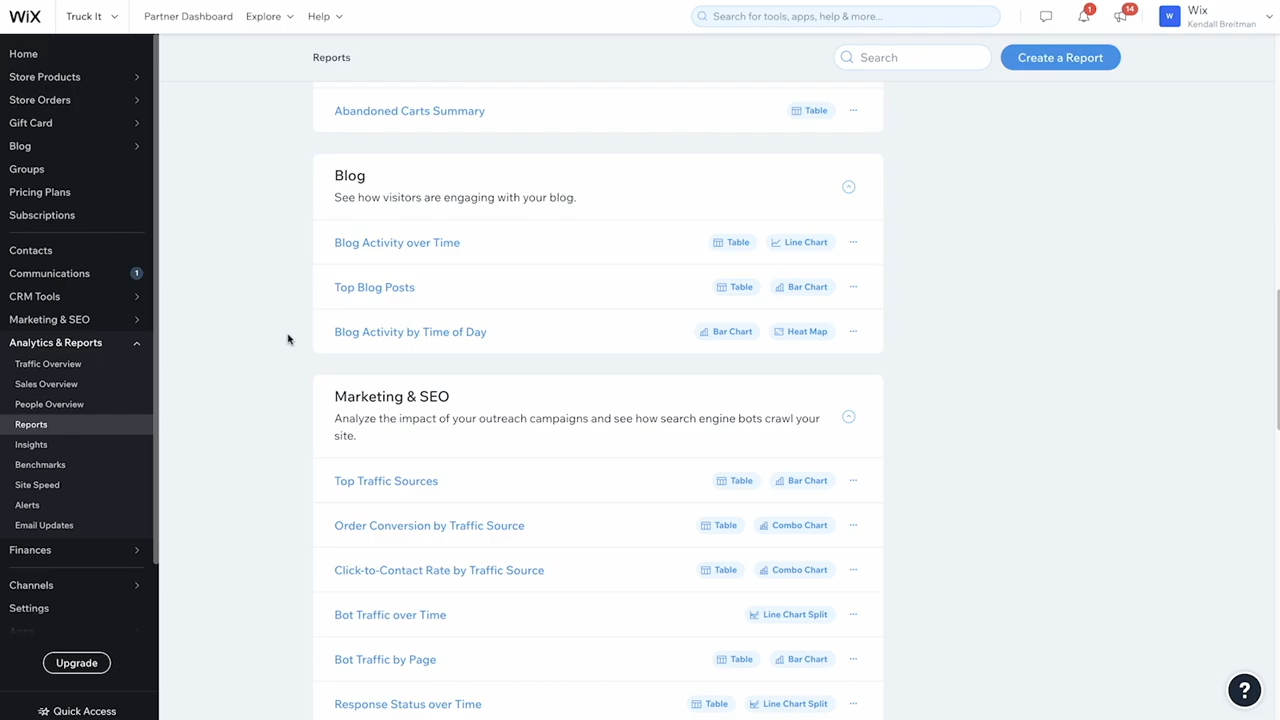 WiX
Truck It
Partner Dashboard
Explore
Help
Search for tools, apps, help & more...
1
14
W
Wix
Kendall Breitman
Home
Store Products
Store Orders
Gift Card
Blog
Groups
Pricing Plans
Subscriptions
Contacts
Communications
1
CRM Tools
Marketing & SEO
Analytics & Reports
Traffic Overview
Sales Overview
People Overview
Reports
Insights
Benchmarks
Site Speed
Alerts
Email Updates
Finances
Channels
Settings
Apps
Upgrade
Quick Access
Reports
Search
Create a Report
Abandoned Carts Summary
Table
Blog
See how visitors are engaging with your blog.
Blog Activity over Time
Table
Line Chart
Top Blog Posts
Table
Bar Chart
Blog Activity by Time of Day
Bar Chart
Heat Map
Marketing & SEO
Analyze the impact of your outreach campaigns and see how search engine bots crawl your
site.
Top Traffic Sources
Table
Bar Chart
Order Conversion by Traffic Source
Table
Combo Chart
Click-to-Contact Rate by Traffic Source
Table
Combo Chart
Bot Traffic over Time
Line Chart Split
Bot Traffic by Page
Table
Bar Chart
Response Status over Time
Table
Line Chart Split
?